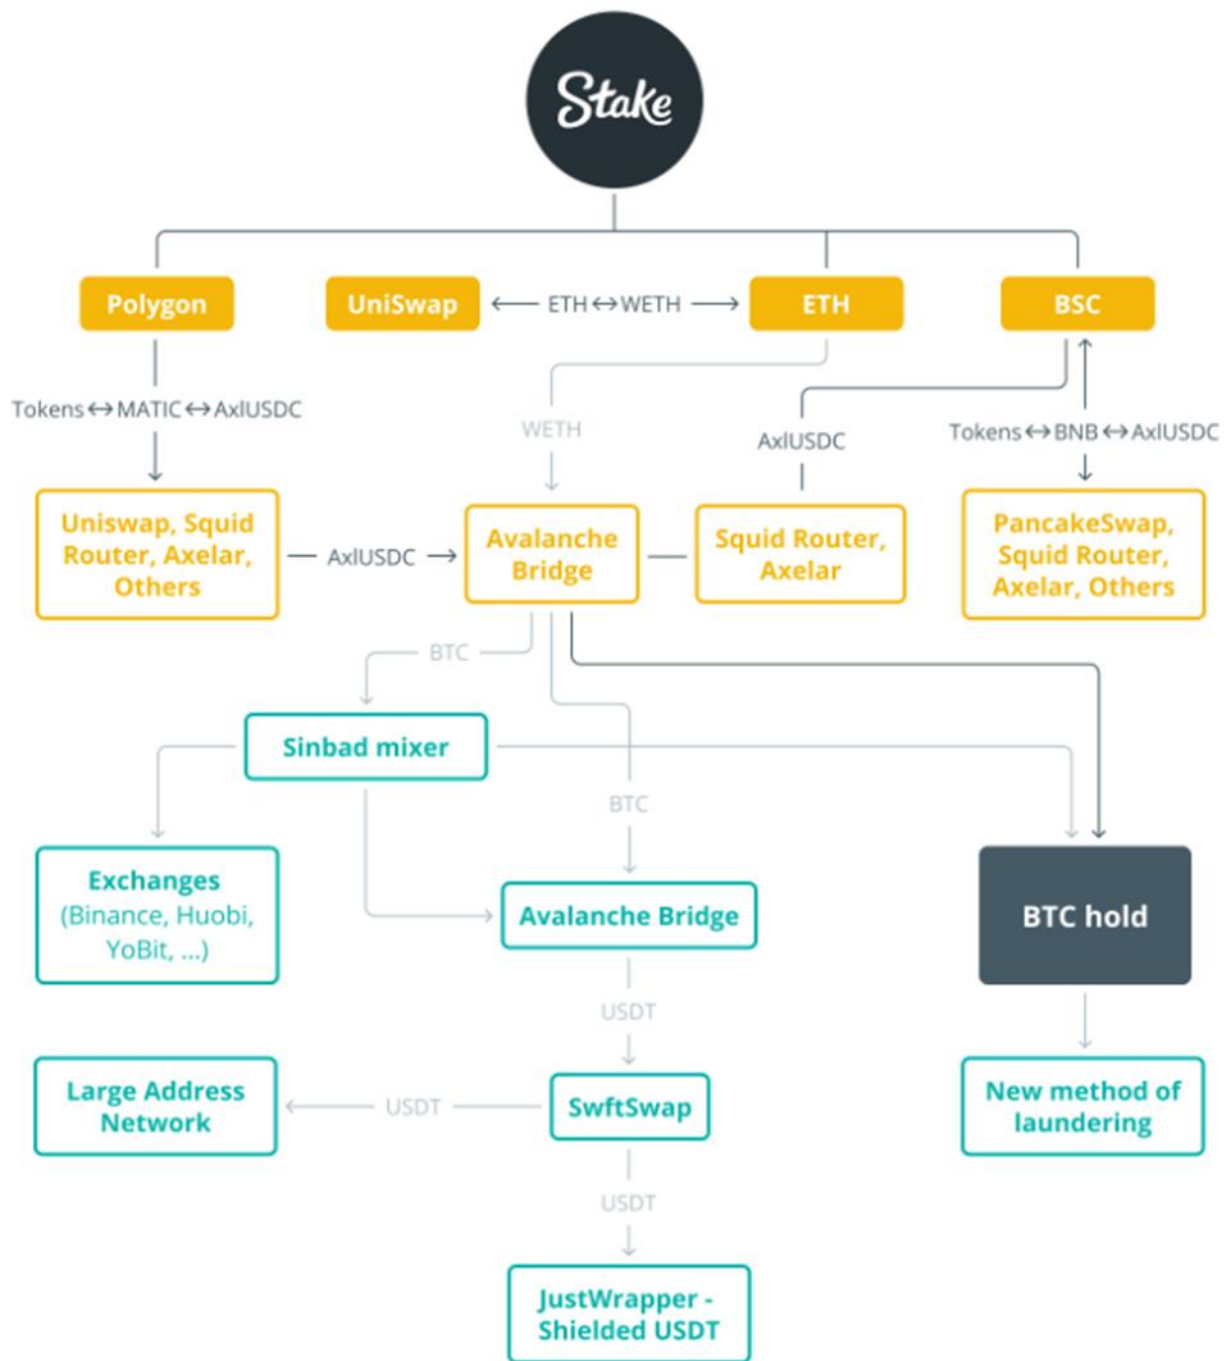 Stake
Polygon
UniSwap
ETH↔WETH
ETH
BSC
Tokens↔MATIC↔AxlUSDC
WETH
AxlUSDC
Tokens↔BNB↔AxlUSDC
Uniswap, Squid
Router, Axelar,
Others
AxlUSDC
Avalanche
Bridge
Squid Router,
Axelar
PancakeSwap,
Squid Router,
Axelar, Others
BTC
Sinbad mixer
BTC
Exchanges
(Binance, Huobi,
YoBit, ...)
Avalanche Bridge
BTC hold
USDT
Large Address
Network
USDT
SwftSwap
New method of
laundering
USDT
JustWrapper -
Shielded USDT